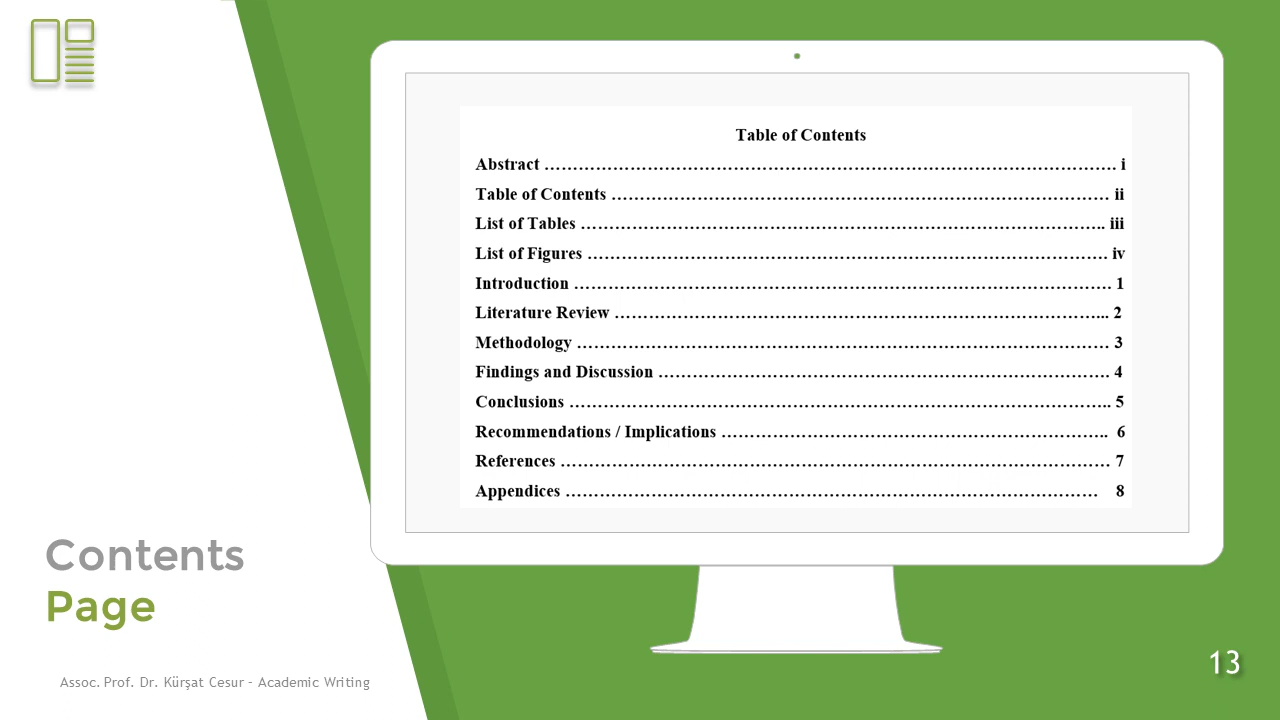 Table of Contents
Abstract ……………………………………………………………………………………… i
Table of Contents …………………………………………………………………………… ii
List of Tables ……………………………………………………………………………….. iii
List of Figures ………………………………………………………………………………. iv
Introduction …………………………………………………………………………………. 1
Literature Review …………………………………………………………………………... 2
Methodology ………………………………………………………………………………… 3
Findings and Discussion ……………………………………………………………………. 4
Conclusions ………………………………………………………………………………….. 5
Recommendations / Implications ………………………………………………………….. 6
References …………………………………………………………………………………… 7
Appendices ………………………………………………………………………………… 8
Contents
Page
Assoc. Prof. Dr. Kürşat Cesur - Academic Writing
13